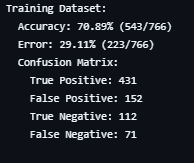 Training Dataset:
Accuracy: 70.89% (543/766)
Error: 29.11% (223/766)
Confusion Matrix:
True Positive: 431
False Positive: 152
True Negative: 112
False Negative: 71